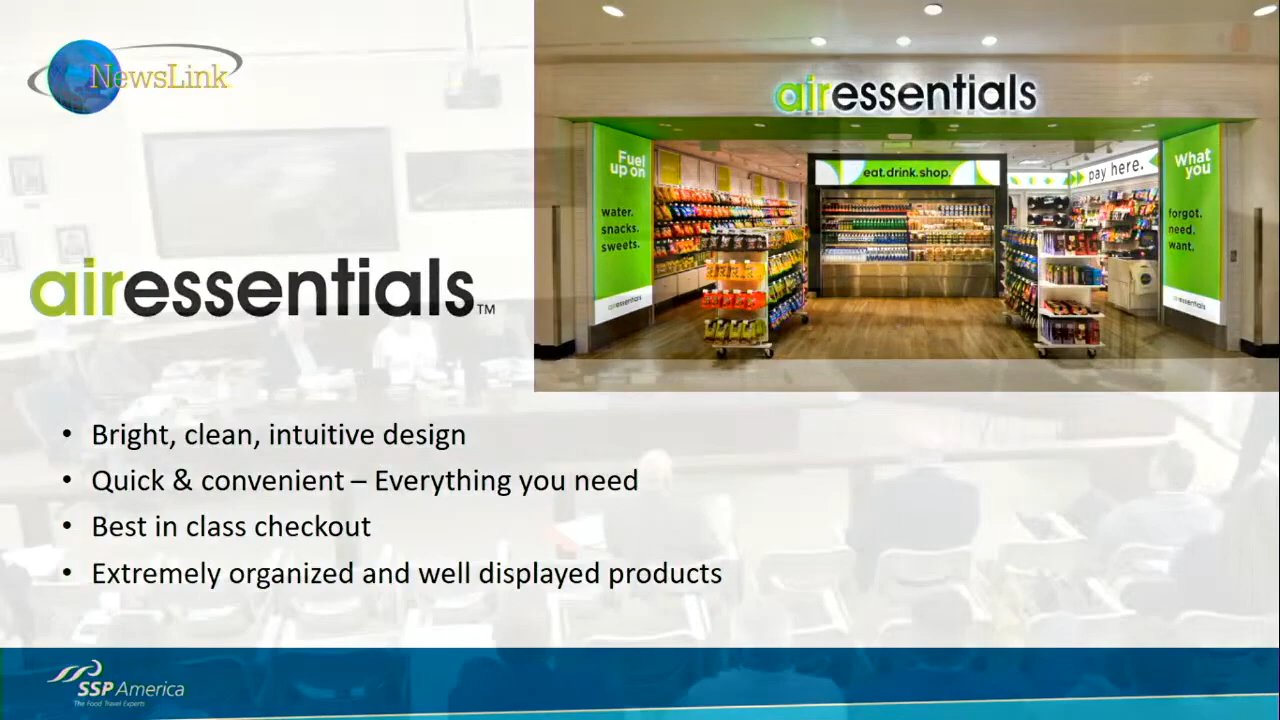 NewsLink
airessentials
Fuel
up on
water.
snacks.
sweets.
airessentials
eat.drink.shop.
pay here.
What
you
forgot.
need.
want.
airessentials
airessentials™
• Bright, clean, intuitive design
• Quick & convenient – Everything you need
• Best in class checkout
• Extremely organized and well displayed products
SSP America
The Food Travel Experts